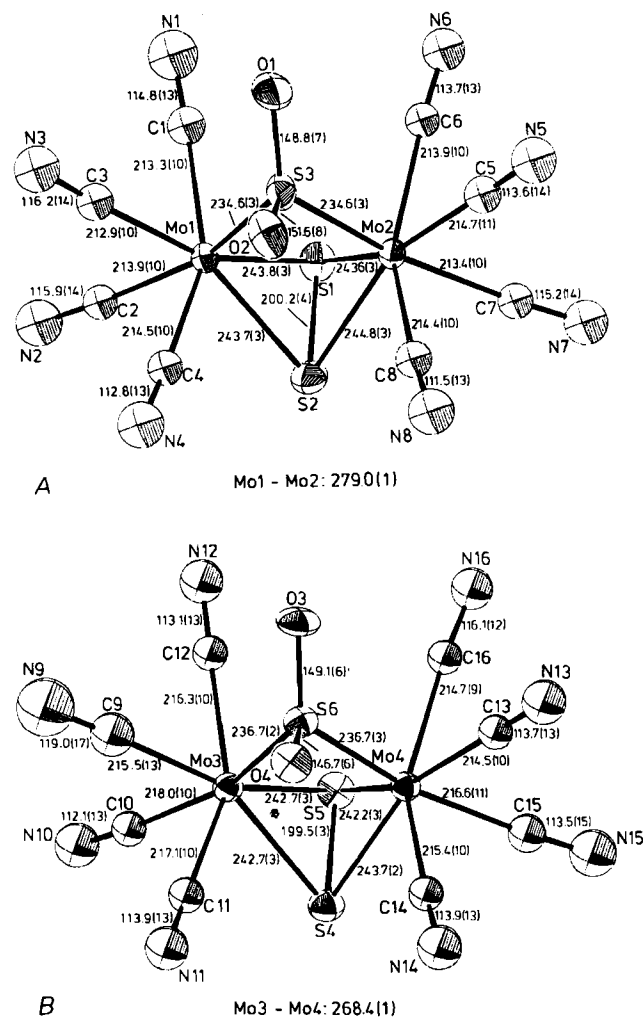 N1
N6
O1
114.8(13)
113.7(13)
N3
C1
148.8(7)
C6
N5
C3
213.3(10)
213.9(10)
C5
116.2(14)
S3
113.6(14)
234.6(3)
234.6(3)
214.7(11)
Mo1
Mo2
212.9(10)
O2
151.6(8)
213.9(10)
243.8(3)
S1
243.6(3)
213.4(10)
115.9(14)
C2
200.2(4)
C7
115.2(14)
N2
214.5(10)
243.7(3)
244.8(3)
214.4(10)
N7
112.8(13)
C4
C8
111.5(13)
N4
S2
N8
A
Mo1 - Mo2: 279.0(1)
N12
N16
O3
113.1(13)
116.1(12)
C12
149.1(6)
C16
N13
N9
C9
216.3(10)
214.7(9)
C13
119.0(17)
S6
113.7(13)
215.5(13)
236.7(2)
236.7(3)
214.5(10)
Mo3
146.7(6)
Mo4
218.0(10)
O4
242.7(3)
S5
242.2(3)
216.6(11)
C15
113.5(15)
112.1(13)
C10
199.5(3)
N10
217.1(10)
242.7(3)
243.7(2)
215.4(10)
N15
C11
C14
113.9(13)
113.9(13)
N11
S4
N14
B
Mo3 - Mo4: 268.4(1)